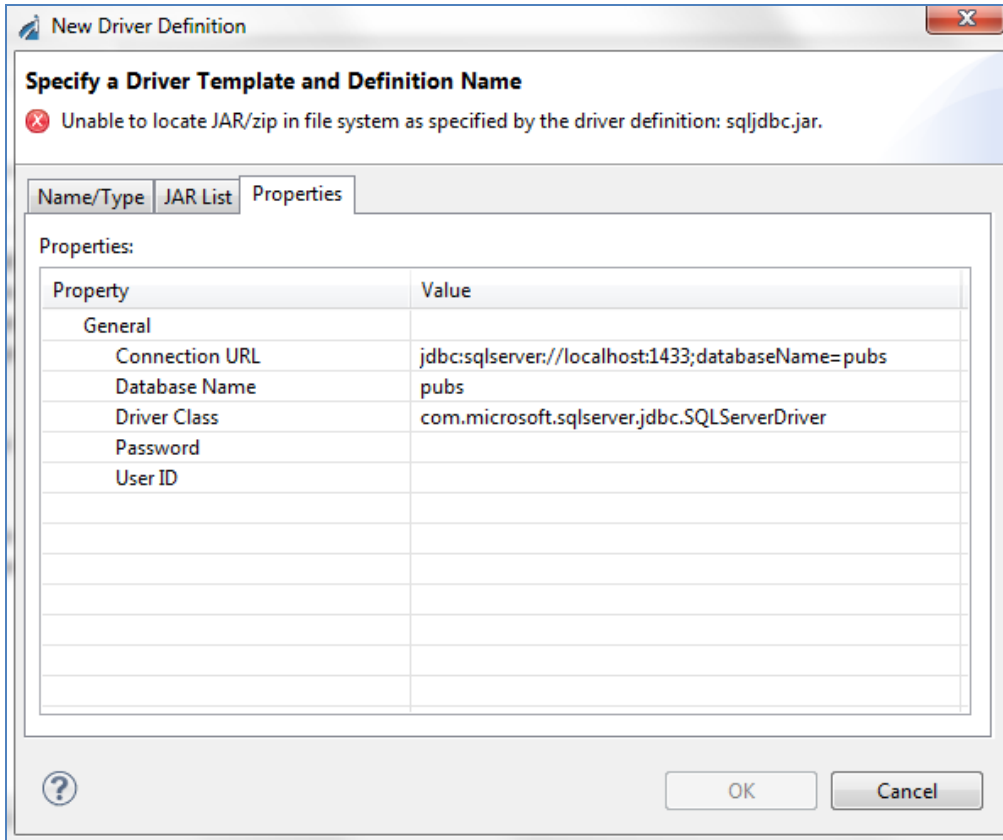 New Driver Definition
x
Specify a Driver Template and Definition Name
Unable to locate JAR/zip in file system as specified by the driver definition: sqljdbc.jar.
Name/Type JAR List Properties
Properties:
Property Value
General
Connection URL jdbc:sqlserver://localhost:1433;databaseName=pubs
Database Name pubs
Driver Class com.microsoft.sqlserver.jdbc.SQLServerDriver
Password
User ID
? OK Cancel